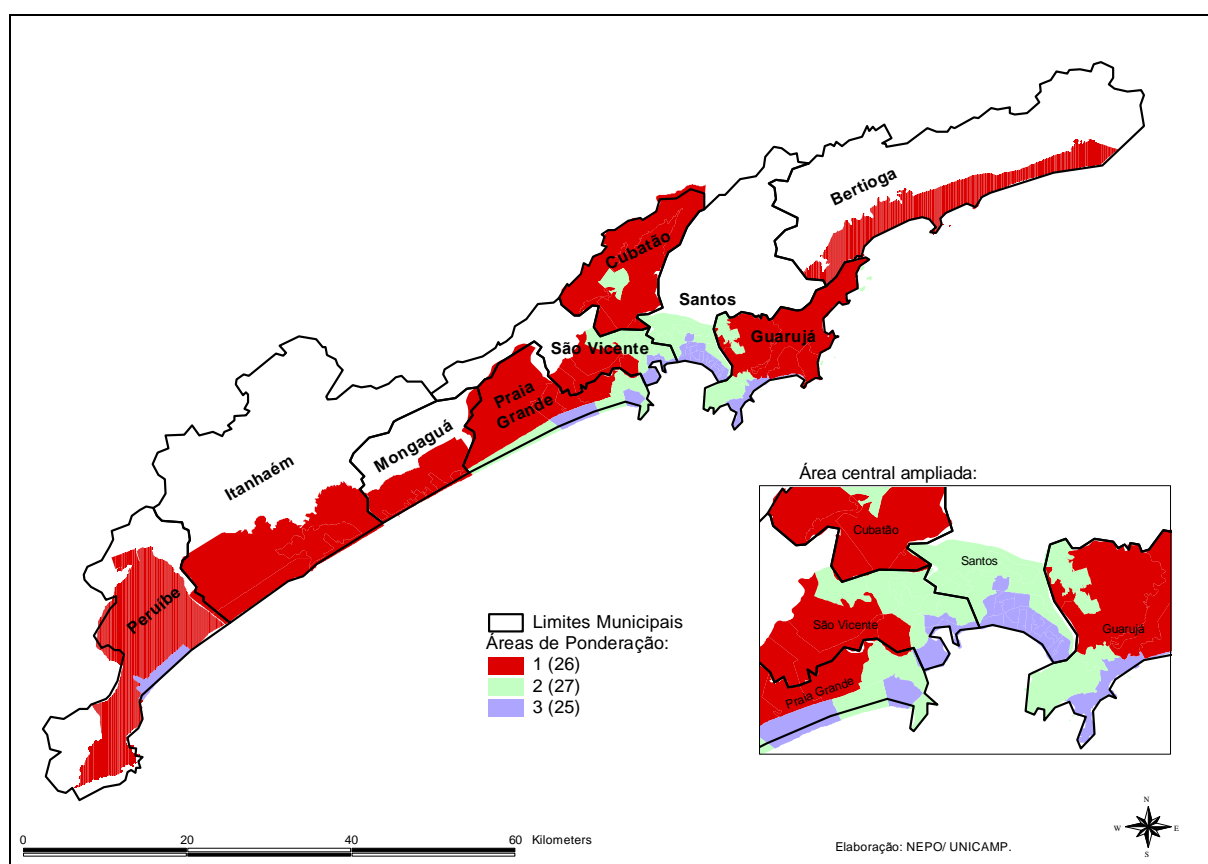 Bertioga
Cubatão
Santos
Guarujá
São Vicente
Praia
Grande
Mongaguá
Itanhaém
Peruíbe
Área central ampliada:
Cubatão
Santos
São Vicente
Guarujá
Praia Grande
Limites Municipais
Áreas de Ponderação:
1 (26)
2 (27)
3 (25)
0 20 40 60 Kilometers
Elaboração: NEPO/ UNICAMP.
N
W E
S